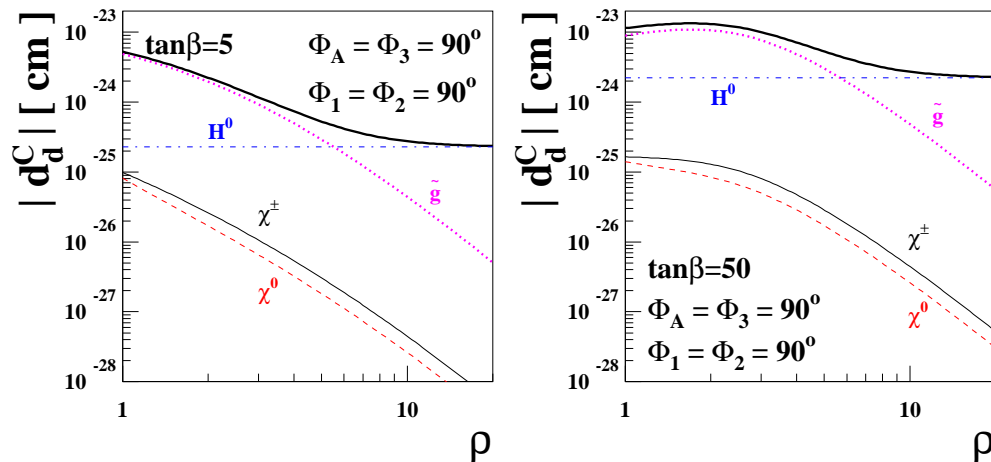 | d_d^C | [ cm ]
10^-23
10^-24
10^-25
10^-26
10^-27
10^-28
10
tanβ=5
Φ_A = Φ_3 = 90°
Φ_1 = Φ_2 = 90°
H^0
g̃
χ^±
χ^0
1
10
ρ
| d_d^C | [ cm ]
10^-23
10^-24
10^-25
10^-26
10^-27
10^-28
10
H^0
g̃
χ^±
χ^0
tanβ=50
Φ_A = Φ_3 = 90°
Φ_1 = Φ_2 = 90°
1
10
ρ